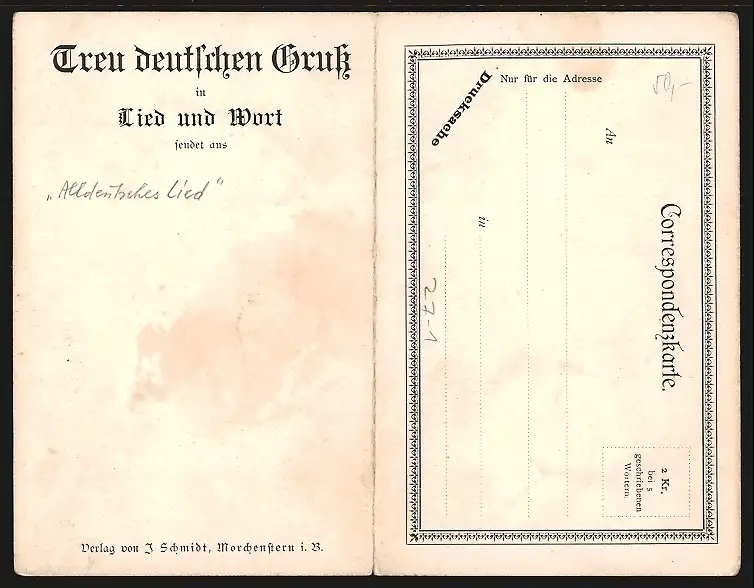 Treu deutschen Gruß
in
Lied und Wort
sendet aus
„Alldeutsches Lied"
Verlag von J Schmidt, Morchenstern i. B.
Drucksache
Nur für die Adresse
50,-
Correspondenzkarte.
An
in
27-1
2 Kr.
bei 5
geschriebenen
Wörtern.